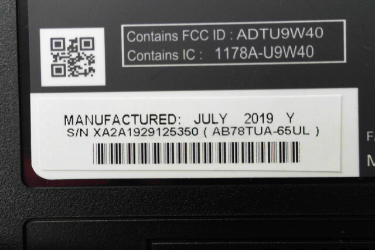 Contains FCC ID : ADTU9W40
Contains IC : 1178A-U9W40
MANUFACTURED: JULY 2019 Y
S/N XA2A1929125350 ( AB78TUA-65UL )